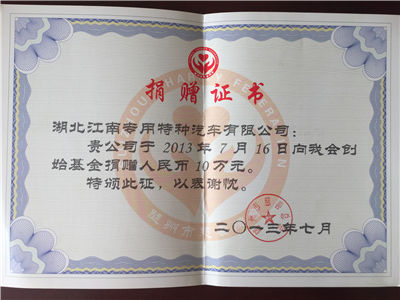 捐赠证书
湖北江南专用特种汽车有限公司：
贵公司于 2013 年 7 月 16 日向我会创
始基金捐赠人民币 10 万元。
特颁此证，以表谢忱。
二〇一三年七月